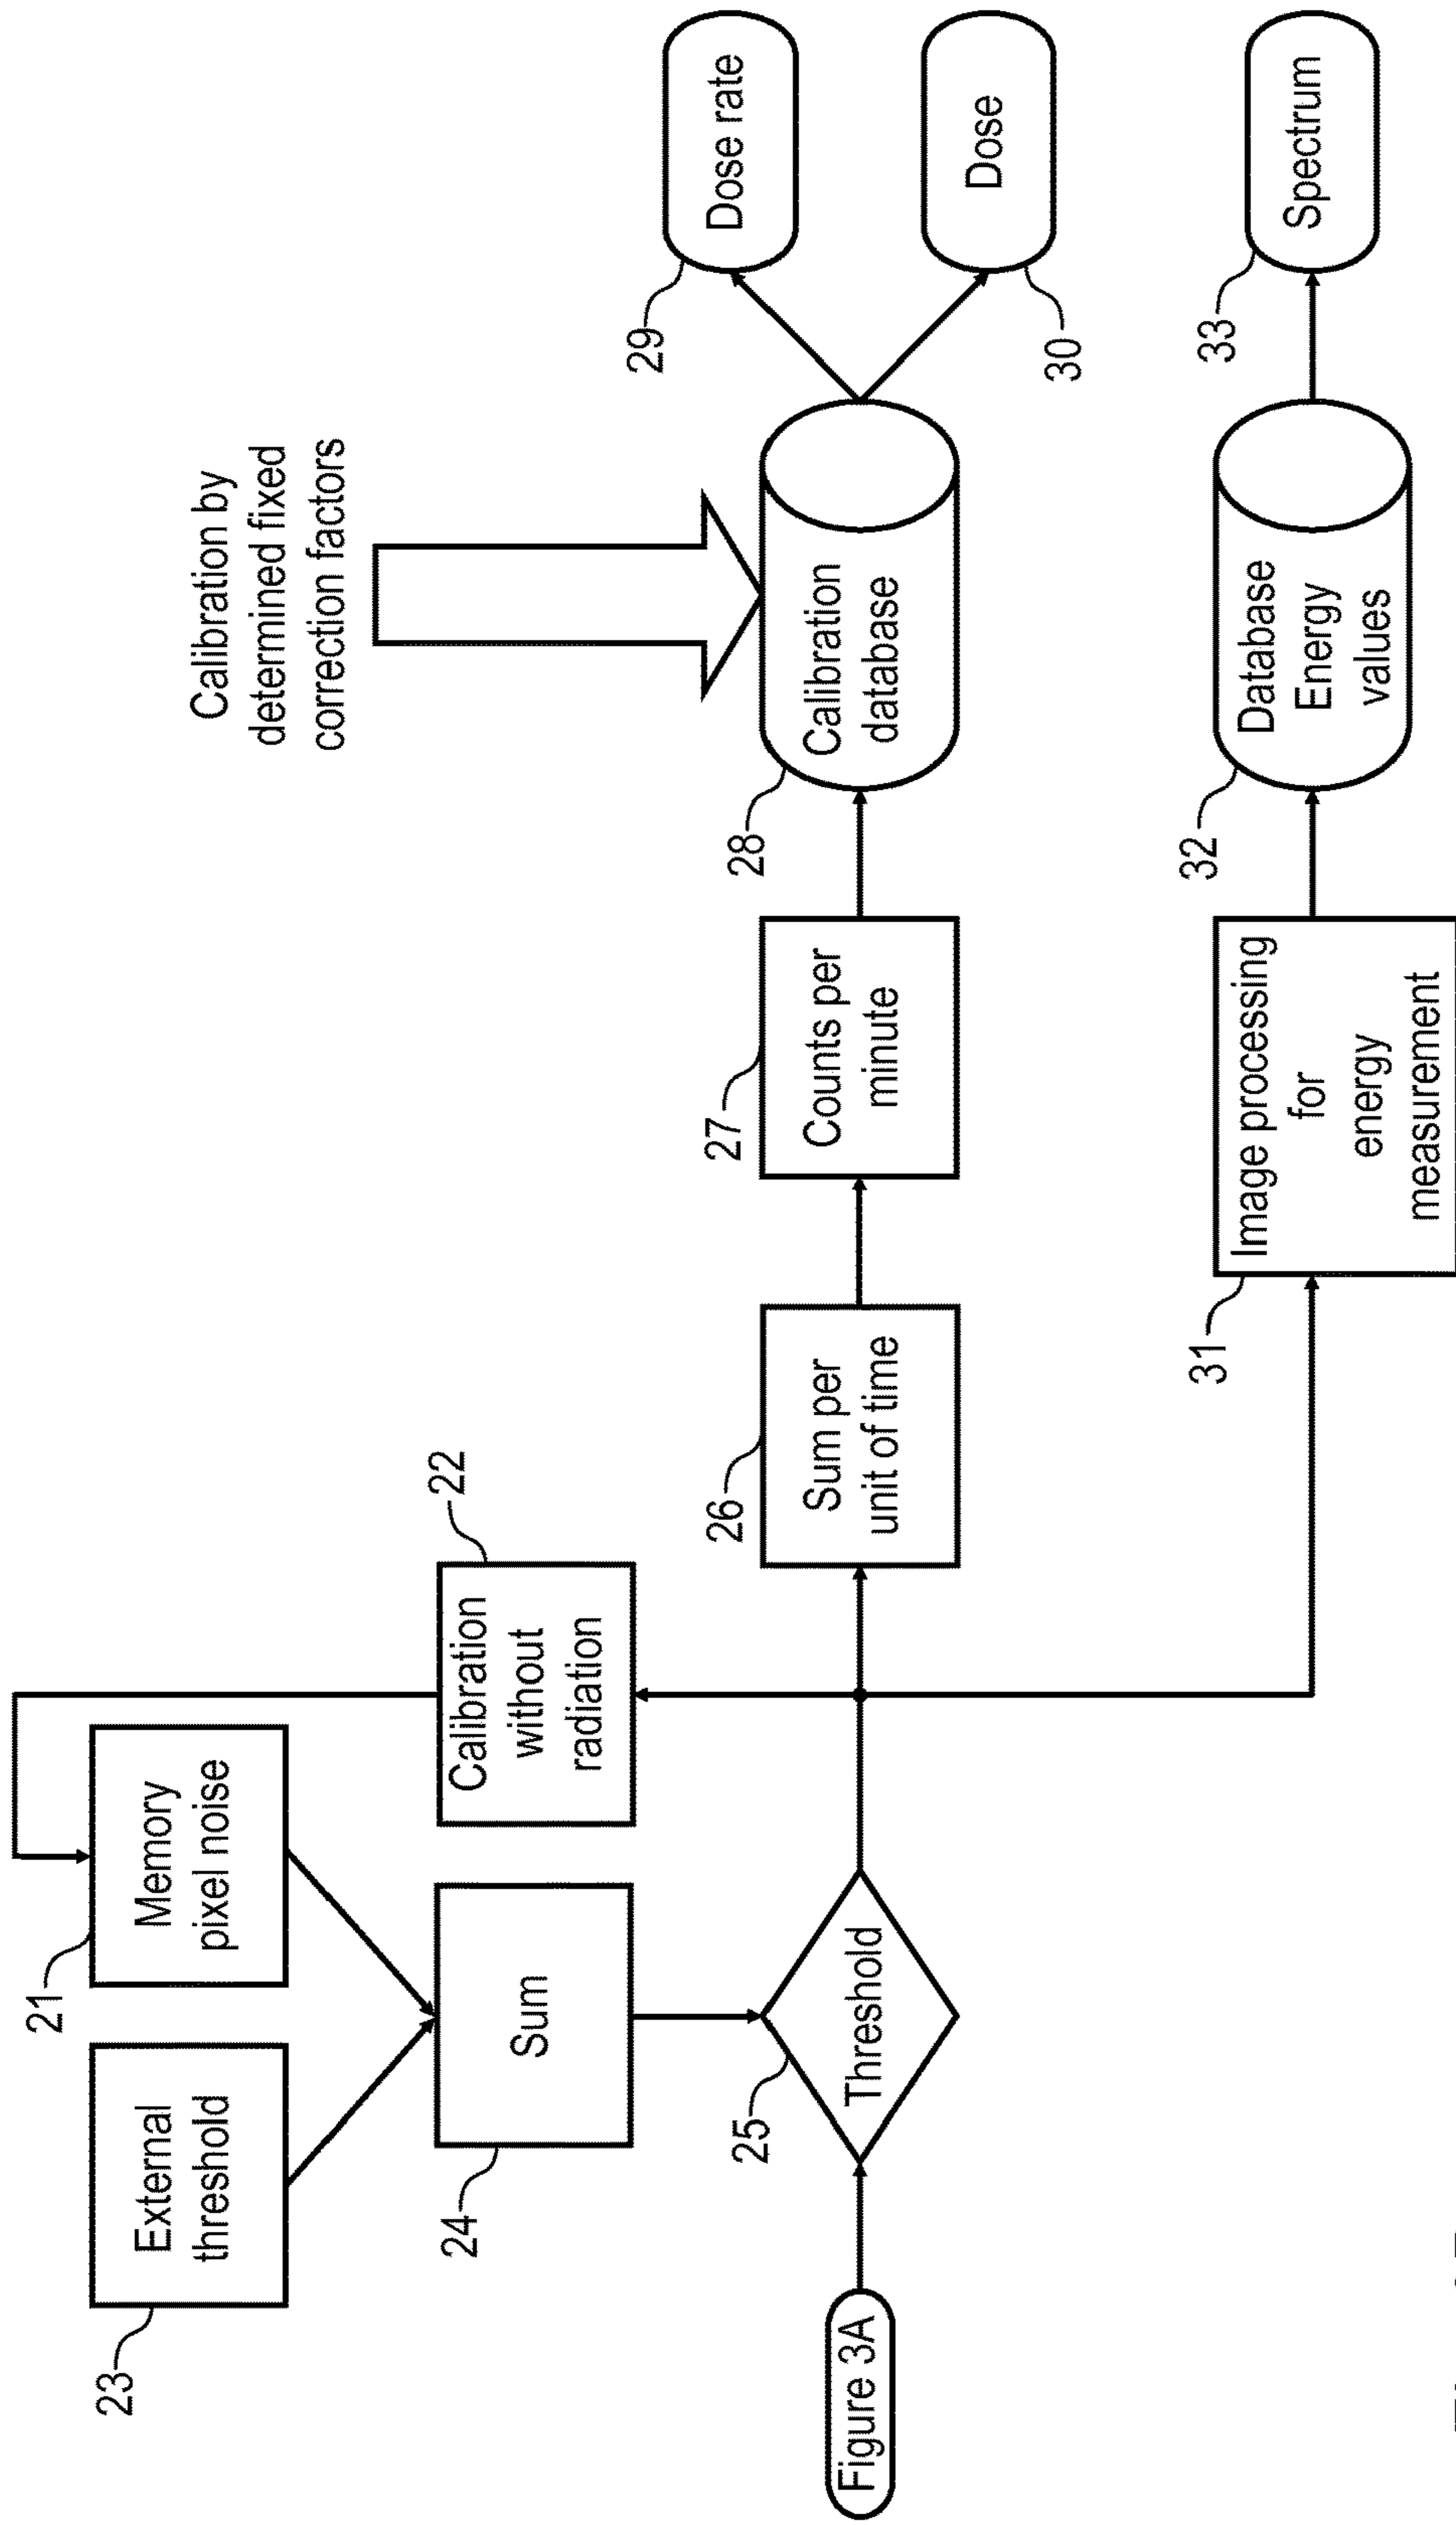 23
External
threshold
21
Memory
pixel noise
24
Sum
22
Calibration
without
radiation
Calibration by
determined fixed
correction factors
Figure 3A
25
Threshold
26
Sum per
unit of time
27
Counts per
minute
28
Calibration
database
29
Dose rate
30
Dose
31
Image processing
for
energy
measurement
32
Database
Energy
values
33
Spectrum